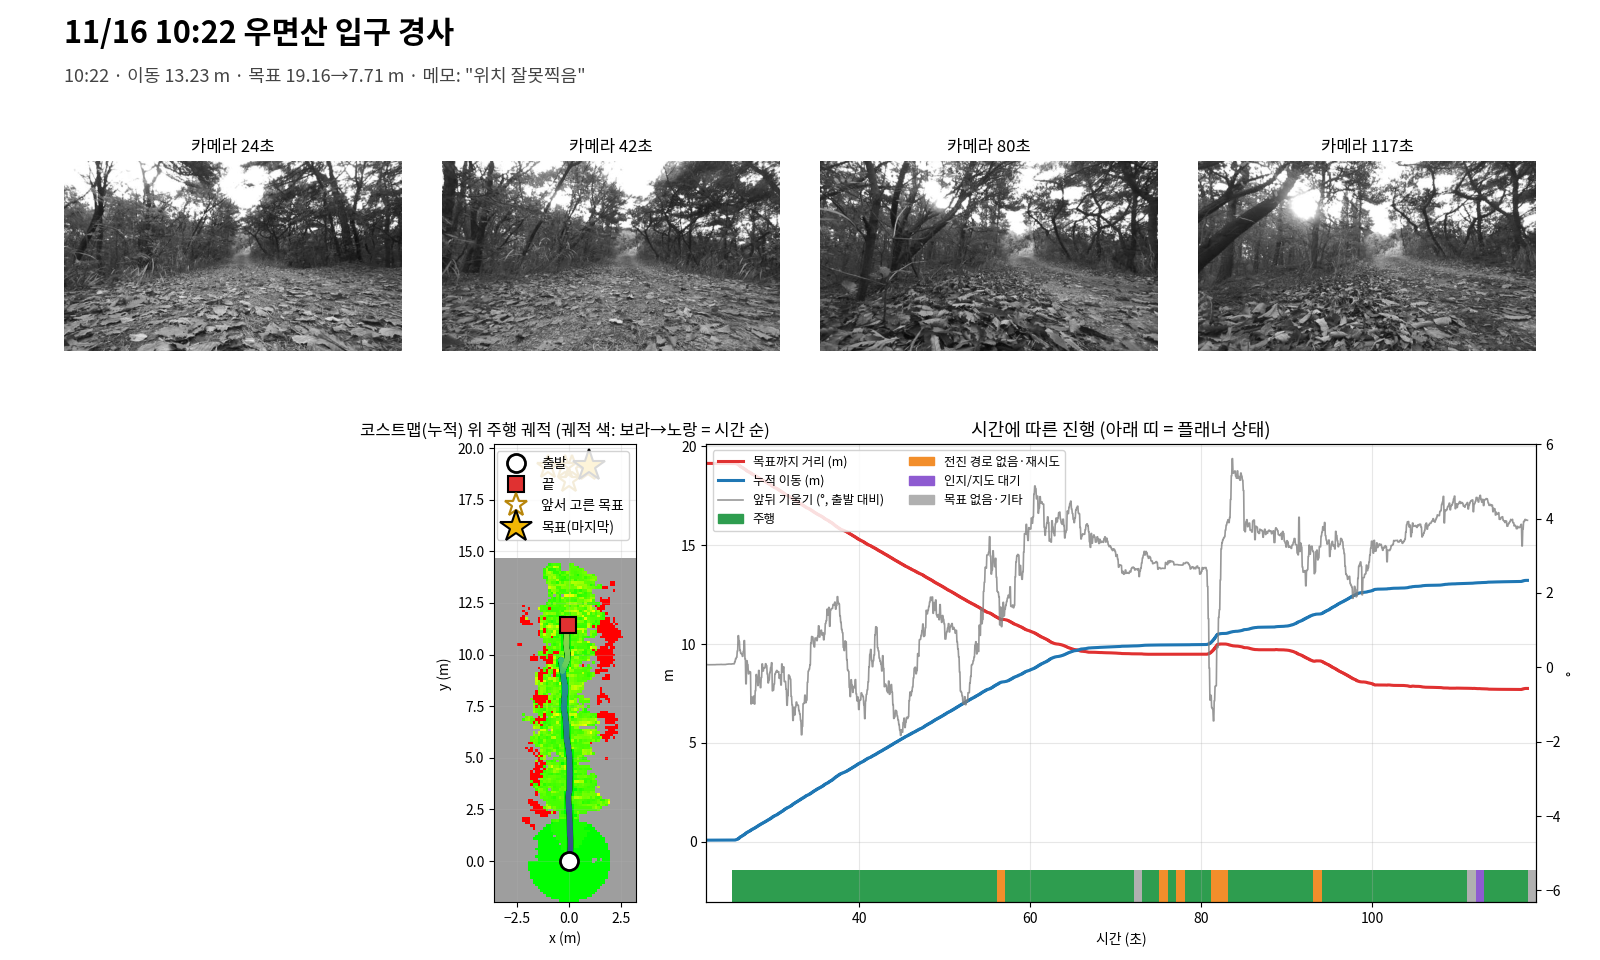 11/16 10:22 우면산 입구 경사
10:22 · 이동 13.23 m · 목표 19.16→7.71 m · 메모: "위치 잘못찍음"
카메라 24초
카메라 42초
카메라 80초
카메라 117초
코스트맵(누적) 위 주행 궤적 (궤적 색: 보라→노랑 = 시간 순)
출발
끝
앞서 고른 목표
목표(마지막)
20.0
17.5
15.0
12.5
10.0
7.5
5.0
2.5
0.0
y (m)
−2.5 0.0 2.5
x (m)
시간에 따른 진행 (아래 띠 = 플래너 상태)
목표까지 거리 (m)
누적 이동 (m)
앞뒤 기울기 (°, 출발 대비)
주행
전진 경로 없음·재시도
인지/지도 대기
목표 없음·기타
20
15
10
5
0
m
6
4
2
0
−2
−4
−6
°
40 60 80 100
시간 (초)